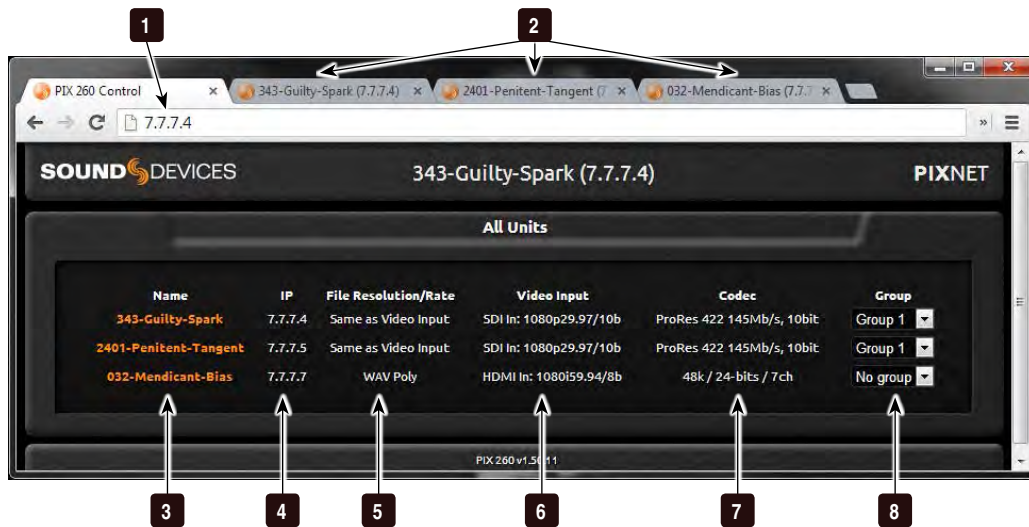 1
2
PIX 260 Control
343-Guilty-Spark (7.7.7.4)
2401-Penitent-Tangent (7
032-Mendicant-Bias (7.7.7
7.7.7.4
SOUND DEVICES
343-Guilty-Spark (7.7.7.4)
PIXNET
All Units
Name IP File Resolution/Rate Video Input Codec Group
343-Guilty-Spark 7.7.7.4 Same as Video Input SDI In: 1080p29.97/10b ProRes 422 145Mb/s, 10bit Group 1
2401-Penitent-Tangent 7.7.7.5 Same as Video Input SDI In: 1080p29.97/10b ProRes 422 145Mb/s, 10bit Group 1
032-Mendicant-Bias 7.7.7.7 WAV Poly HDMI In: 1080i59.94/8b 48k / 24-bits / 7ch No group
PIX 260
3 4 5 6 7 8